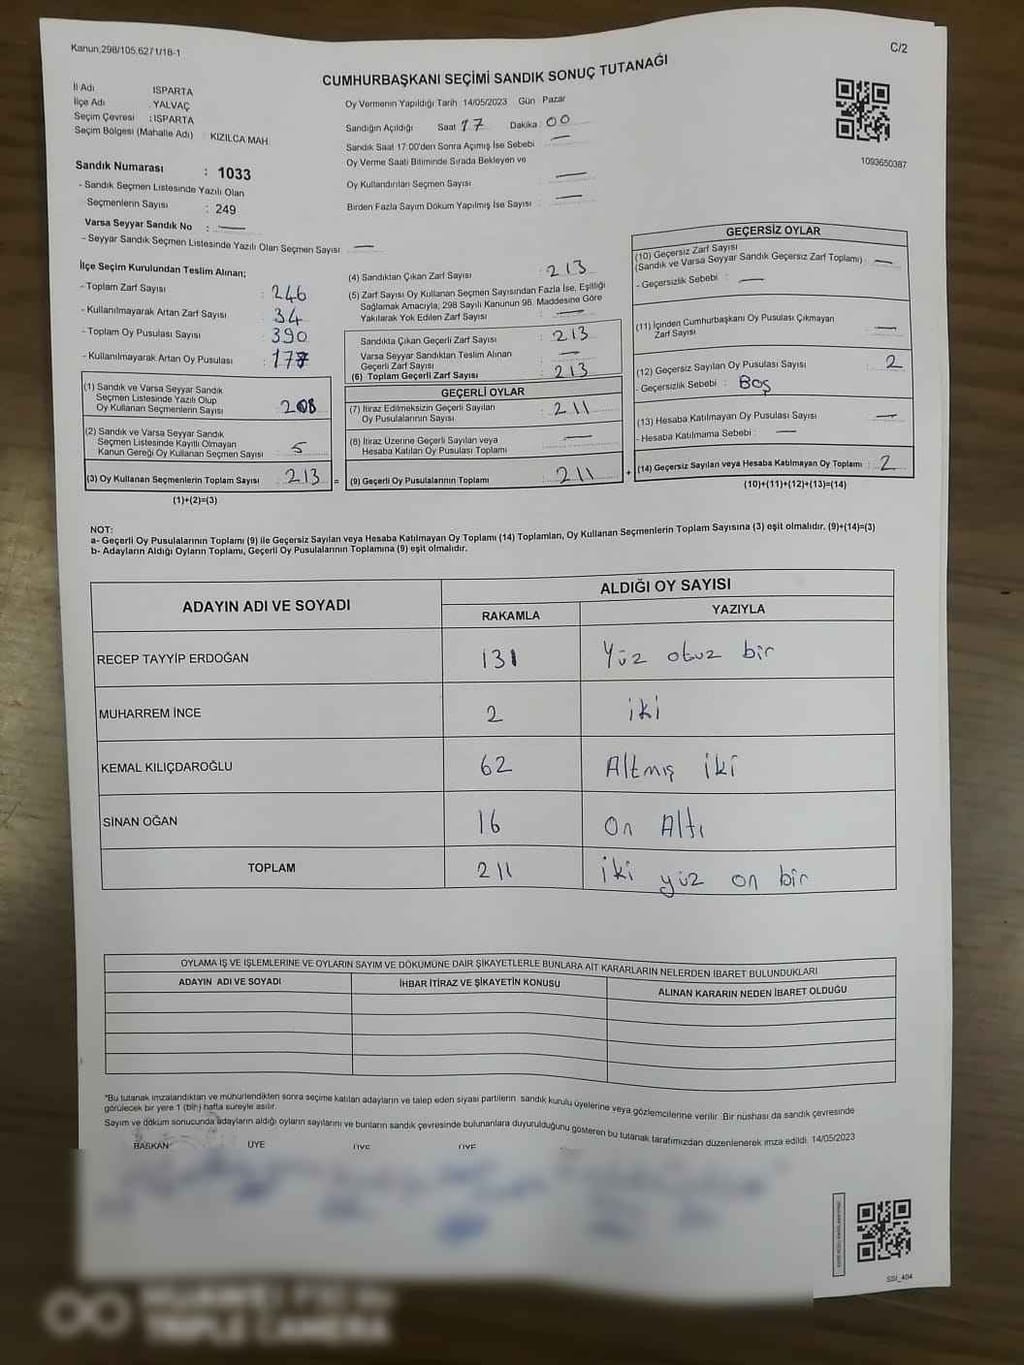 Kanun,298/105,6271/18-1
C/2
CUMHURBAŞKANI SEÇİMİ SANDIK SONUÇ TUTANAĞI
İl Adı ISPARTA
İlçe Adı : YALVAÇ
Seçim Çevresi : ISPARTA
Seçim Bölgesi (Mahalle Adı) : KIZILCA MAH
Sandık Numarası : 1033
- Sandık Seçmen Listesinde Yazılı Olan
Seçmenlerin Sayısı : 249
Varsa Seyyar Sandık No : —
- Seyyar Sandık Seçmen Listesinde Yazılı Olan Seçmen Sayısı —
Oy Vermenin Yapıldığı Tarih 14/05/2023 Gün Pazar
Sandığın Açıldığı Saat 17 Dakika : 00
Sandık Saat 17:00'den Sonra Açılmış İse Sebebi —
Oy Verme Saati Bitiminde Sırada Bekleyen ve
Oy Kullandırılan Seçmen Sayısı —
Birden Fazla Sayım Döküm Yapılmış İse Sayısı —
1093650387
İlçe Seçim Kurulundan Teslim Alınan;
- Toplam Zarf Sayısı : 246
- Kullanılmayarak Artan Zarf Sayısı : 34
- Toplam Oy Pusulası Sayısı : 390
- Kullanılmayarak Artan Oy Pusulası : 177
(1) Sandık ve Varsa Seyyar Sandık
Seçmen Listesinde Yazılı Olup
Oy Kullanan Seçmenlerin Sayısı : 208
(2) Sandık ve Varsa Seyyar Sandık
Seçmen Listesinde Kayıtlı Olmayan
Kanun Gereği Oy Kullanan Seçmen Sayısı : 5
(3) Oy Kullanan Seçmenlerin Toplam Sayısı : 213 =
(1)+(2)=(3)
(4) Sandıktan Çıkan Zarf Sayısı : 213
(5) Zarf Sayısı Oy Kullanan Seçmen Sayısından Fazla İse, Eşitliği
Sağlamak Amacıyla; 298 Sayılı Kanunun 98. Maddesine Göre
Yakılarak Yok Edilen Zarf Sayısı —
Sandıkta Çıkan Geçerli Zarf Sayısı : 213
Varsa Seyyar Sandıktan Teslim Alınan
Geçerli Zarf Sayısı : —
(6) Toplam Geçerli Zarf Sayısı : 213
GEÇERLİ OYLAR
(7) İtiraz Edilmeksizin Geçerli Sayılan
Oy Pusulalarının Sayısı : 211
(8) İtiraz Üzerine Geçerli Sayılan veya
Hesaba Katılan Oy Pusulası Toplamı : —
(9) Geçerli Oy Pusulalarının Toplamı : 211 +
GEÇERSİZ OYLAR
(10) Geçersiz Zarf Sayısı
(Sandık ve Varsa Seyyar Sandık Geçersiz Zarf Toplamı) : —
- Geçersizlik Sebebi : —
(11) İçinden Cumhurbaşkanı Oy Pusulası Çıkmayan
Zarf Sayısı : —
(12) Geçersiz Sayılan Oy Pusulası Sayısı : 2
- Geçersizlik Sebebi : Boş
(13) Hesaba Katılmayan Oy Pusulası Sayısı : —
- Hesaba Katılmama Sebebi : —
(14) Geçersiz Sayılan veya Hesaba Katılmayan Oy Toplamı : 2
(10)+(11)+(12)+(13)=(14)
NOT:
a- Geçerli Oy Pusulalarının Toplamı (9) ile Geçersiz Sayılan veya Hesaba Katılmayan Oy Toplamı (14) Toplamları, Oy Kullanan Seçmenlerin Toplam Sayısına (3) eşit olmalıdır. (9)+(14)=(3)
b- Adayların Aldığı Oyların Toplamı, Geçerli Oy Pusulalarının Toplamına (9) eşit olmalıdır.
ADAYIN ADI VE SOYADI ALDIĞI OY SAYISI
RAKAMLA YAZIYLA
RECEP TAYYİP ERDOĞAN 131 Yüz otuz bir
MUHARREM İNCE 2 iki
KEMAL KILIÇDAROĞLU 62 Altmış iki
SİNAN OĞAN 16 On Altı
TOPLAM 211 iki yüz on bir
OYLAMA İŞ VE İŞLEMLERİNE VE OYLARIN SAYIM VE DÖKÜMÜNE DAİR ŞİKAYETLERLE BUNLARA AİT KARARLARIN NELERDEN İBARET BULUNDUKLARI
ADAYIN ADI VE SOYADI İHBAR İTİRAZ VE ŞİKAYETİN KONUSU ALINAN KARARIN NEDEN İBARET OLDUĞU
*Bu tutanak imzalandıktan ve mühürlendikten sonra seçime katılan adayların ve talep eden siyasi partilerin sandık kurulu üyelerine veya gözlemcilerine verilir. Bir nüshası da sandık çevresinde
görülecek bir yere 1 (bir) hafta süreyle asılır.
Sayım ve döküm sonucunda adayların aldığı oyların sayılarını ve bunların sandık çevresinde bulunanlara duyurulduğunu gösteren bu tutanak tarafımızdan düzenlenerek imza edildi. 14/05/2023
BAŞKAN ÜYE ÜYE ÜYE
SSI_404
TRIPLE CAMERA